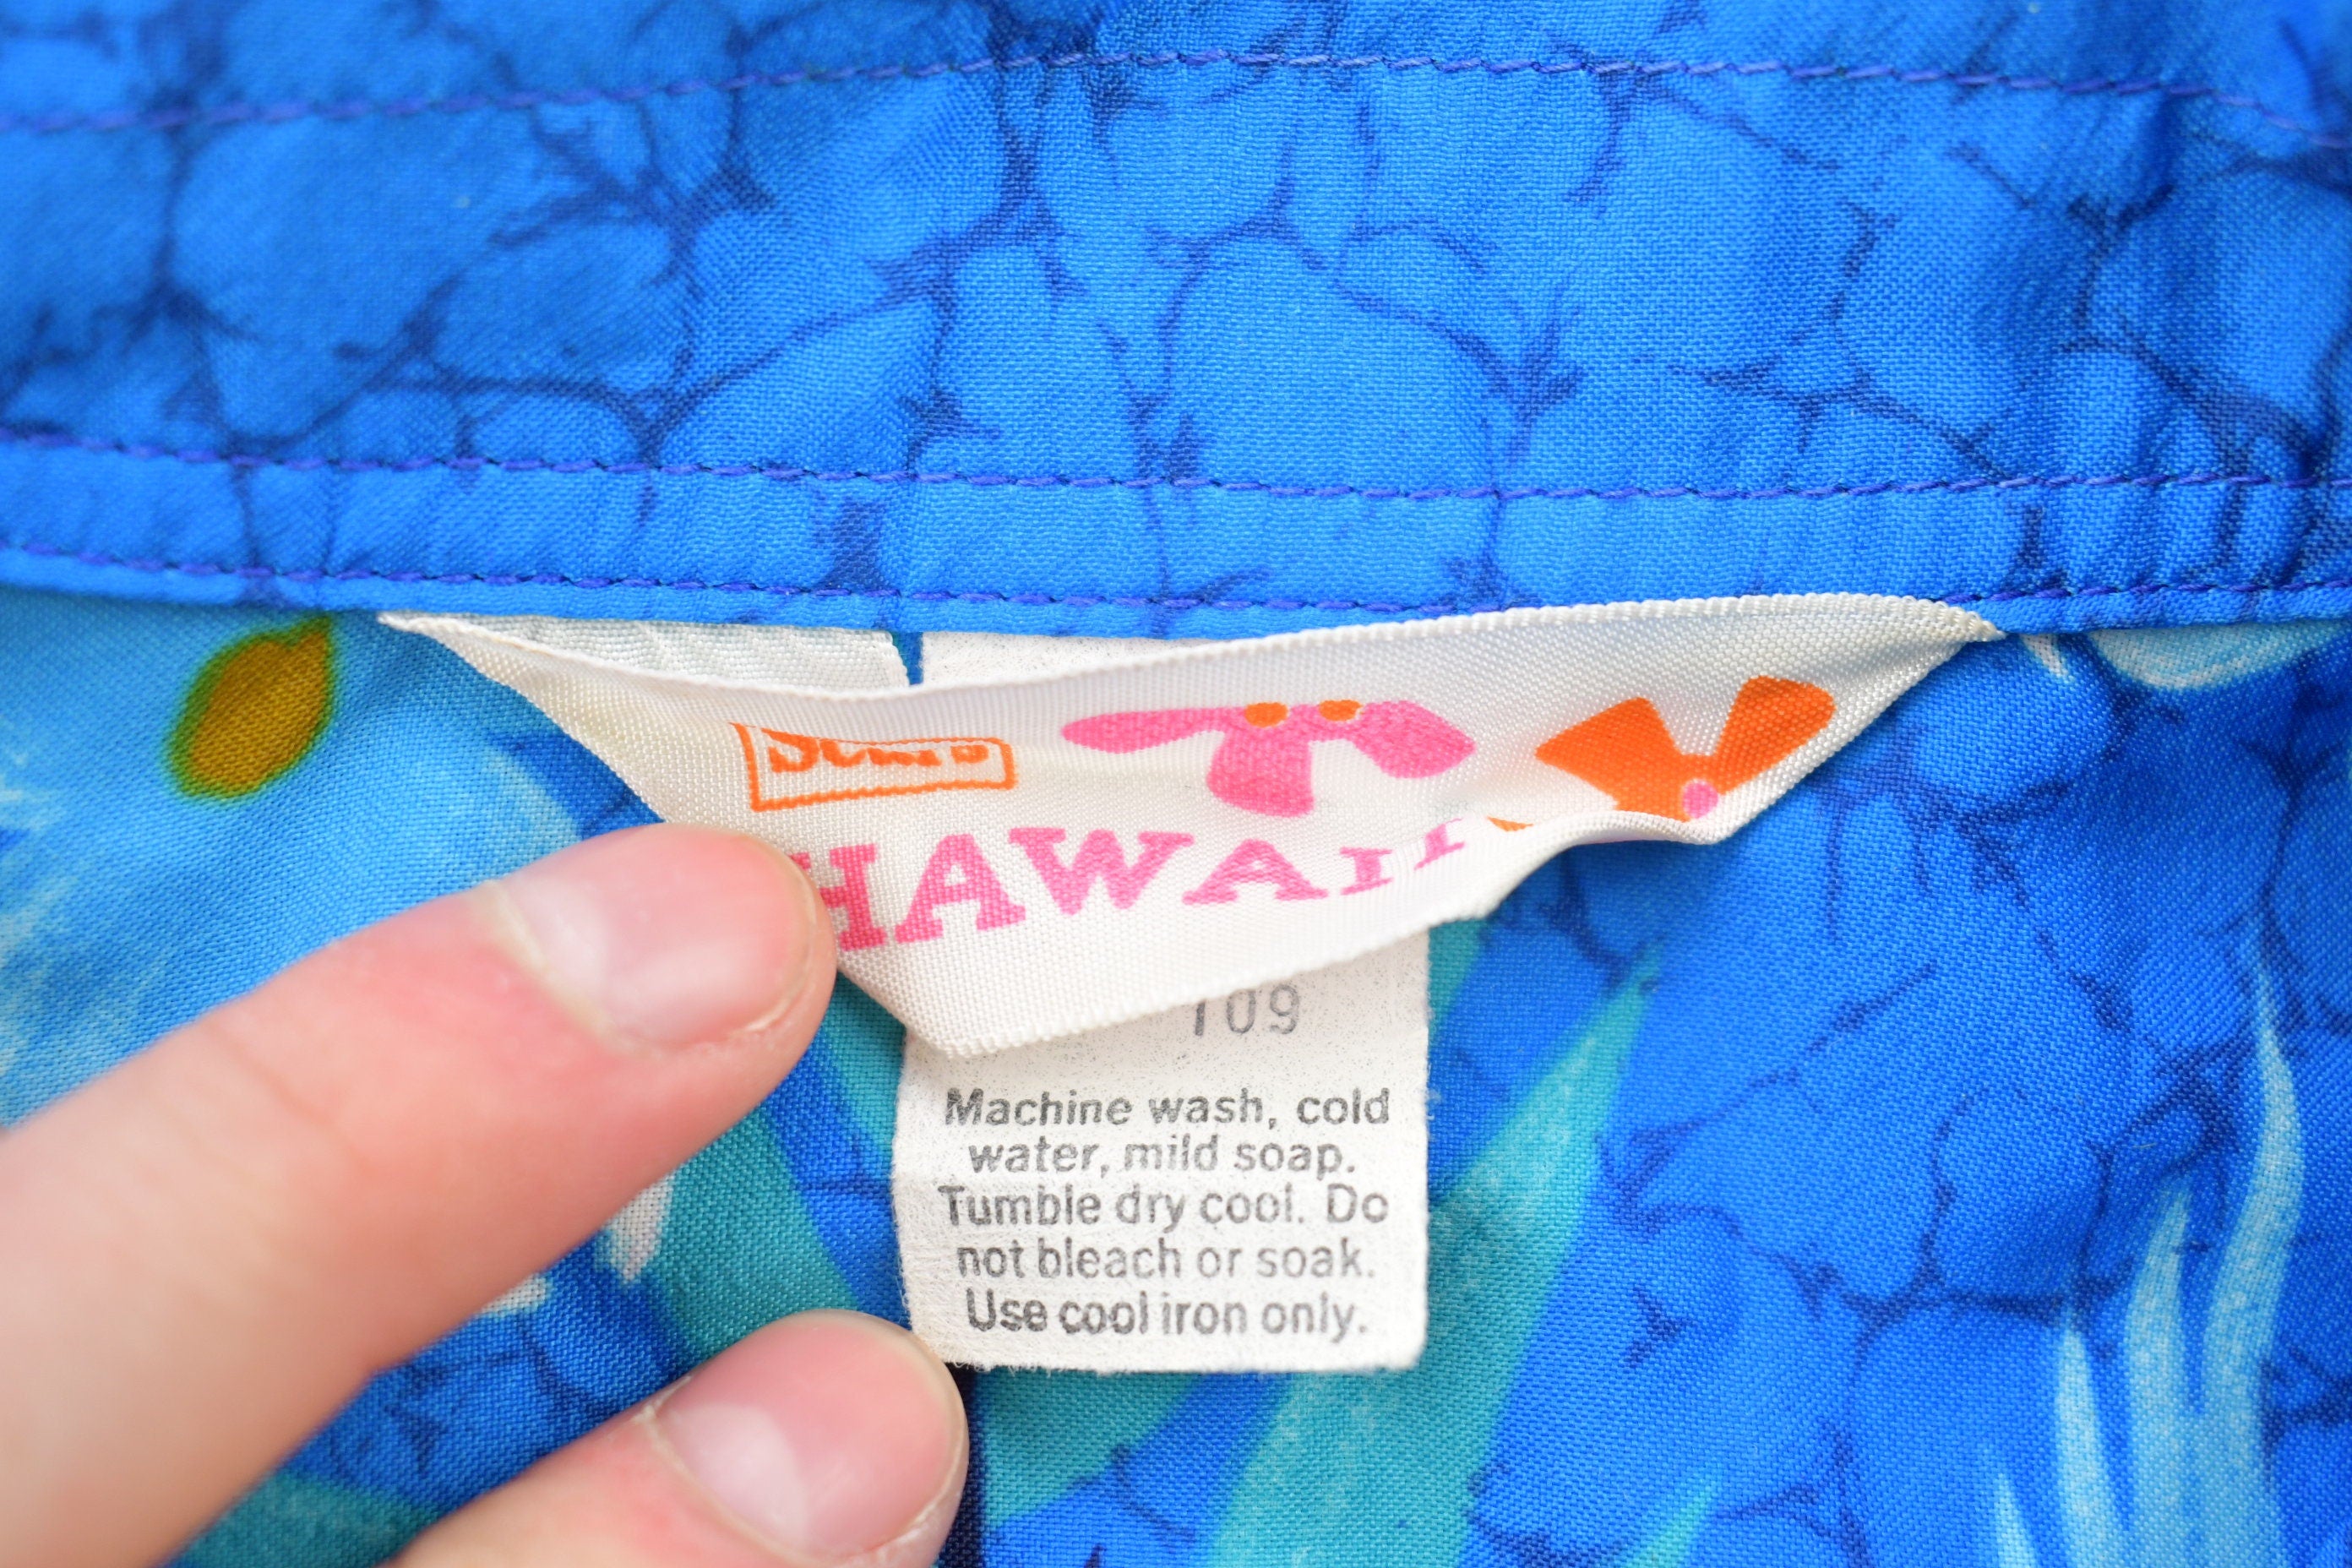 Sears
HAWAII
109
Machine wash, cold
water, mild soap.
Tumble dry cool. Do
not bleach or soak.
Use cool iron only.